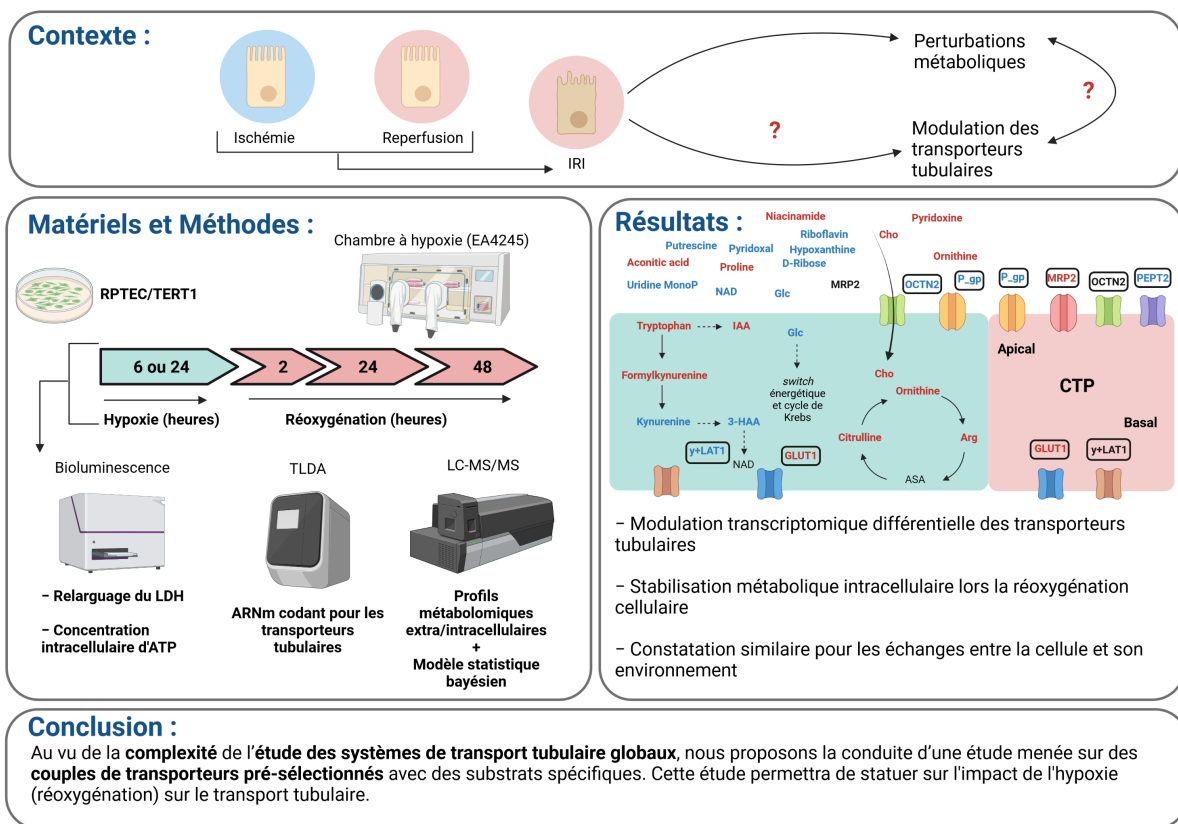 Contexte :
Ischémie
Reperfusion
IRI
?
?
Perturbations
métaboliques
Modulation des
transporteurs
tubulaires
Matériels et Méthodes :
Chambre à hypoxie (EA4245)
RPTEC/TERT1
6 ou 24
2
24
48
Hypoxie (heures)
Réoxygénation (heures)
Bioluminescence
TLDA
LC-MS/MS
− Relarguage du LDH
− Concentration
intracellulaire d'ATP
ARNm codant pour les
transporteurs
tubulaires
Profils
métabolomiques
extra/intracellulaires
+
Modèle statistique
bayésien
Résultats :
Niacinamide
Pyridoxine
Putrescine
Riboflavin
Cho
Pyridoxal
Hypoxanthine
Aconitic acid
Proline
D-Ribose
Ornithine
Uridine MonoP
NAD
Glc
MRP2
OCTN2
P_gp
P_gp
MRP2
OCTN2
PEPT2
Tryptophan
IAA
Glc
Apical
Formylkynurenine
switch
énergétique
et cycle de
Krebs
Cho
Ornithine
CTP
Kynurenine
3-HAA
Citrulline
Arg
Basal
y+LAT1
NAD
GLUT1
ASA
GLUT1
y+LAT1
− Modulation transcriptomique différentielle des transporteurs
tubulaires
− Stabilisation métabolique intracellulaire lors la réoxygénation
cellulaire
− Constatation similaire pour les échanges entre la cellule et son
environnement
Conclusion :
Au vu de la complexité de l'étude des systèmes de transport tubulaire globaux, nous proposons la conduite d'une étude menée sur des
couples de transporteurs pré-sélectionnés avec des substrats spécifiques. Cette étude permettra de statuer sur l'impact de l'hypoxie
(réoxygénation) sur le transport tubulaire.